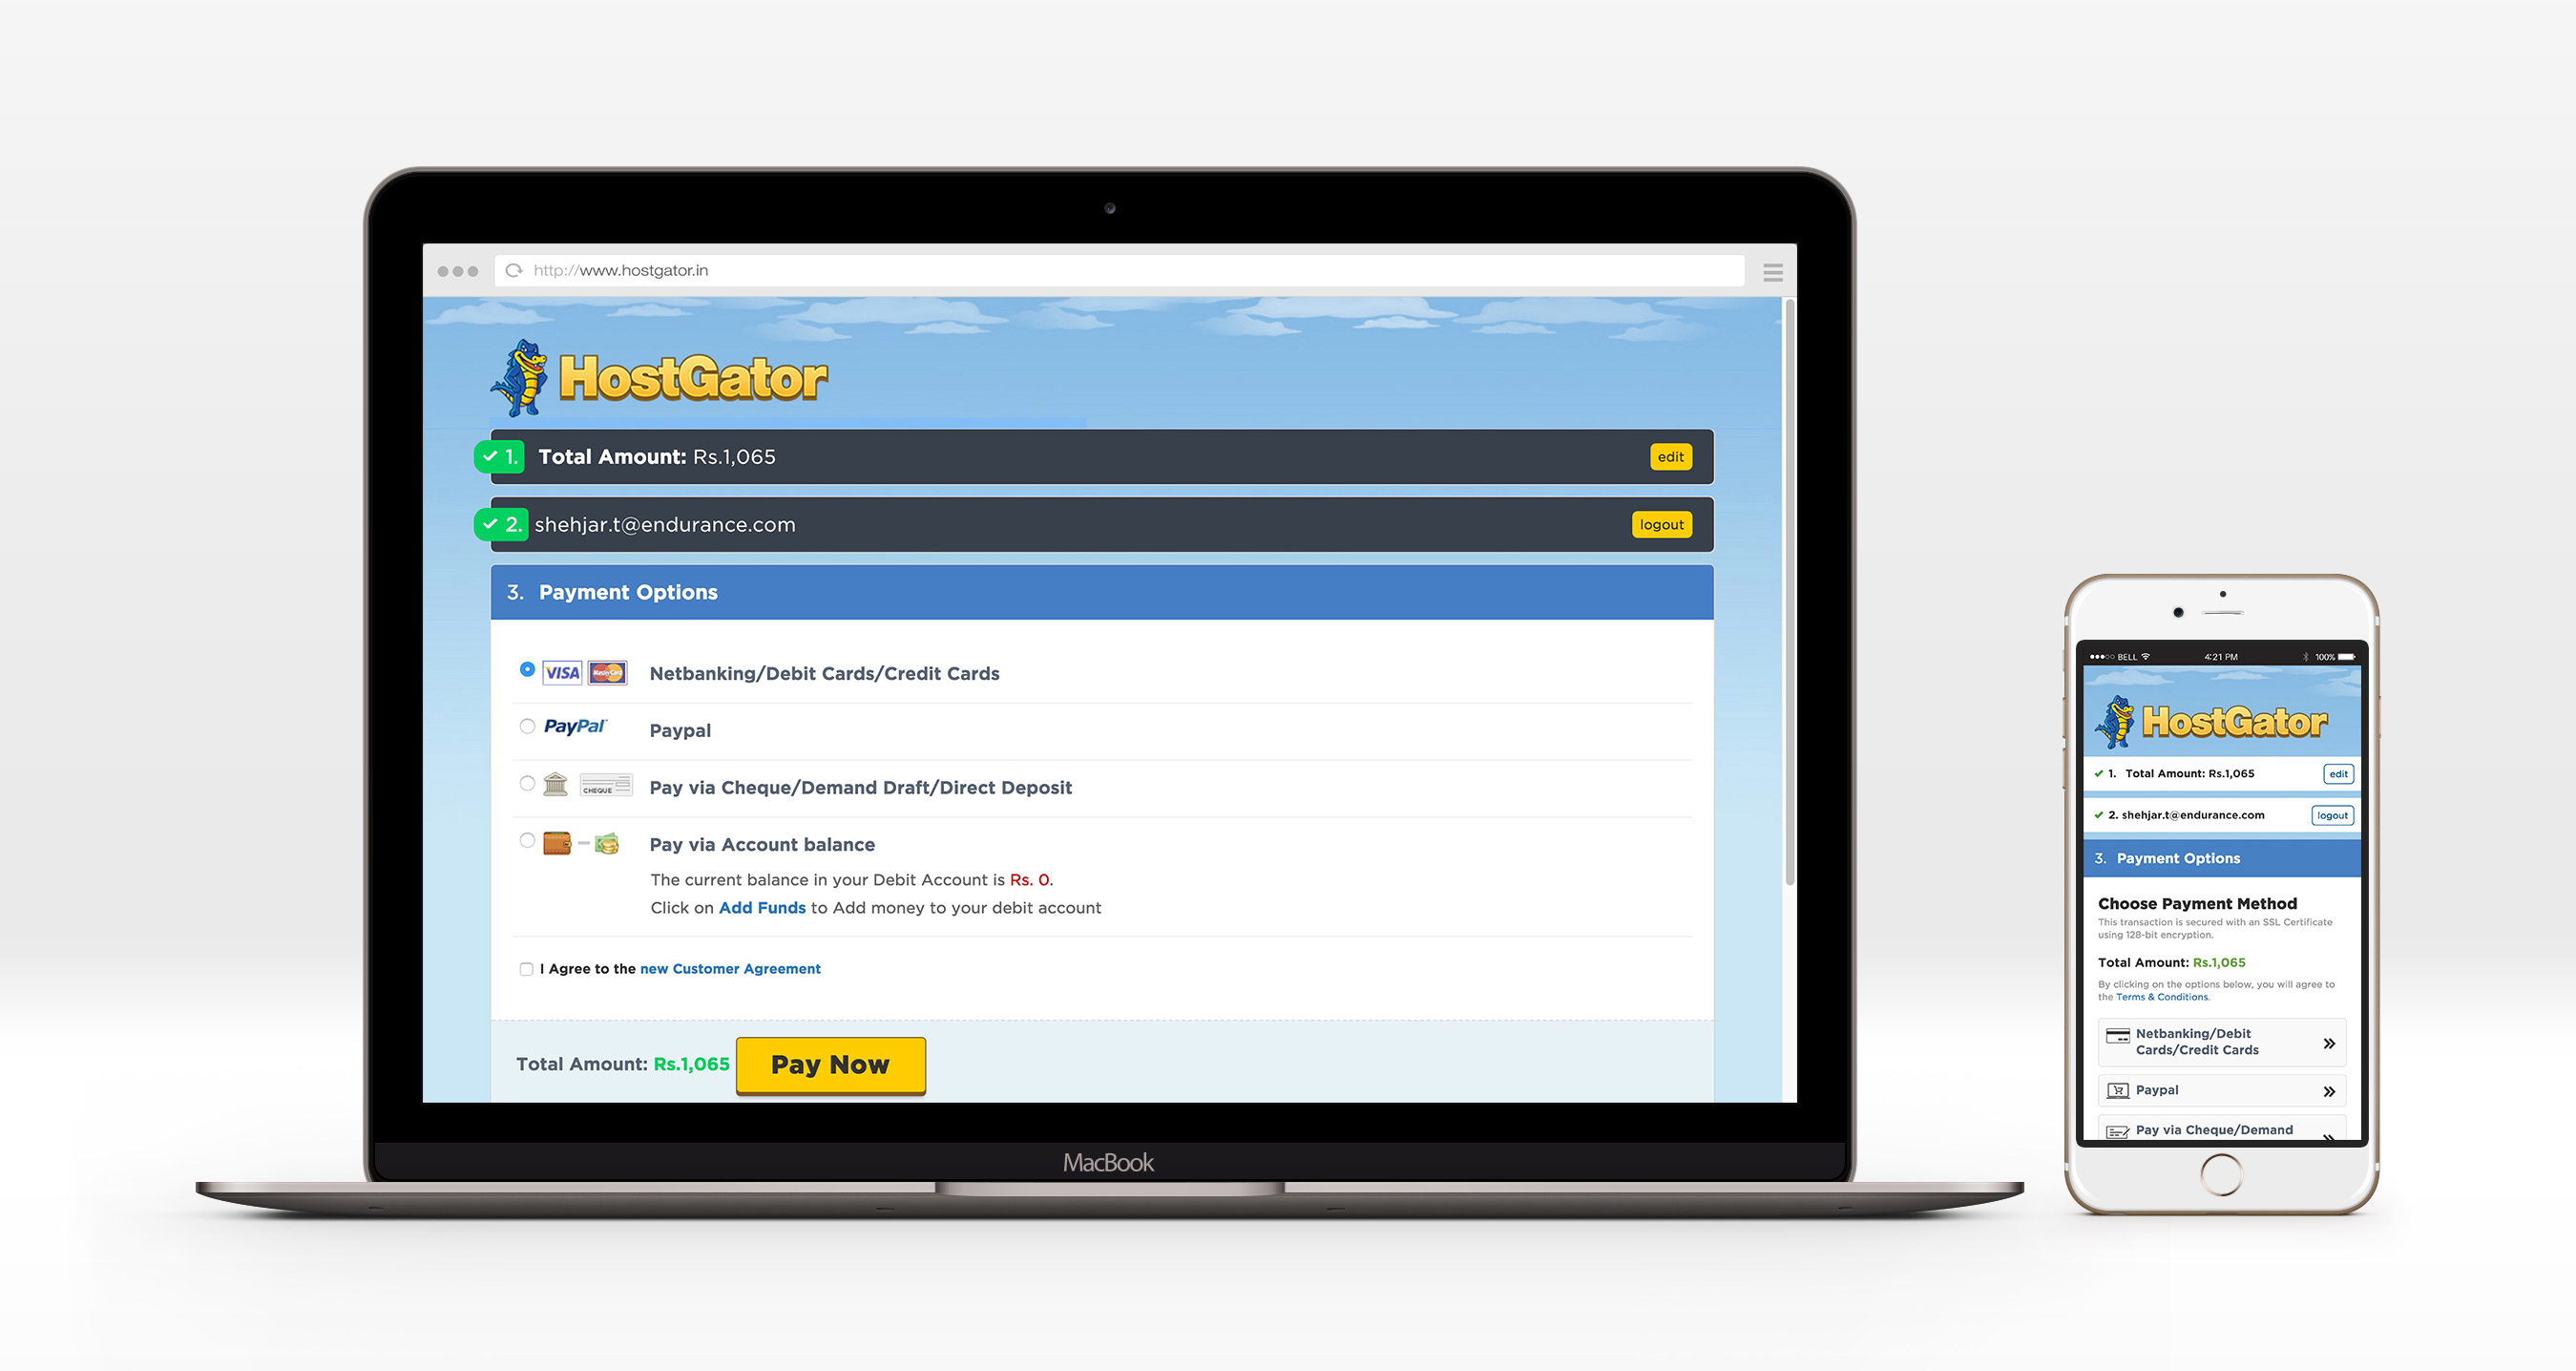 http://www.hostgator.in
HostGator
1. Total Amount: Rs.1,065
edit
2. shehjar.t@endurance.com
logout
3. Payment Options
VISA MasterCard Netbanking/Debit Cards/Credit Cards
PayPal Paypal
CHEQUE Pay via Cheque/Demand Draft/Direct Deposit
Pay via Account balance
The current balance in your Debit Account is Rs. 0.
Click on Add Funds to Add money to your debit account
I Agree to the new Customer Agreement
Total Amount: Rs.1,065 Pay Now
MacBook
BELL 4:21 PM 100%
HostGator
1. Total Amount: Rs.1,065
edit
2. shehjar.t@endurance.com
logout
3. Payment Options
Choose Payment Method
This transaction is secured with an SSL Certificate
using 128-bit encryption.
Total Amount: Rs.1,065
By clicking on the options below, you will agree to
the Terms & Conditions.
Netbanking/Debit
Cards/Credit Cards
Paypal
Pay via Cheque/Demand